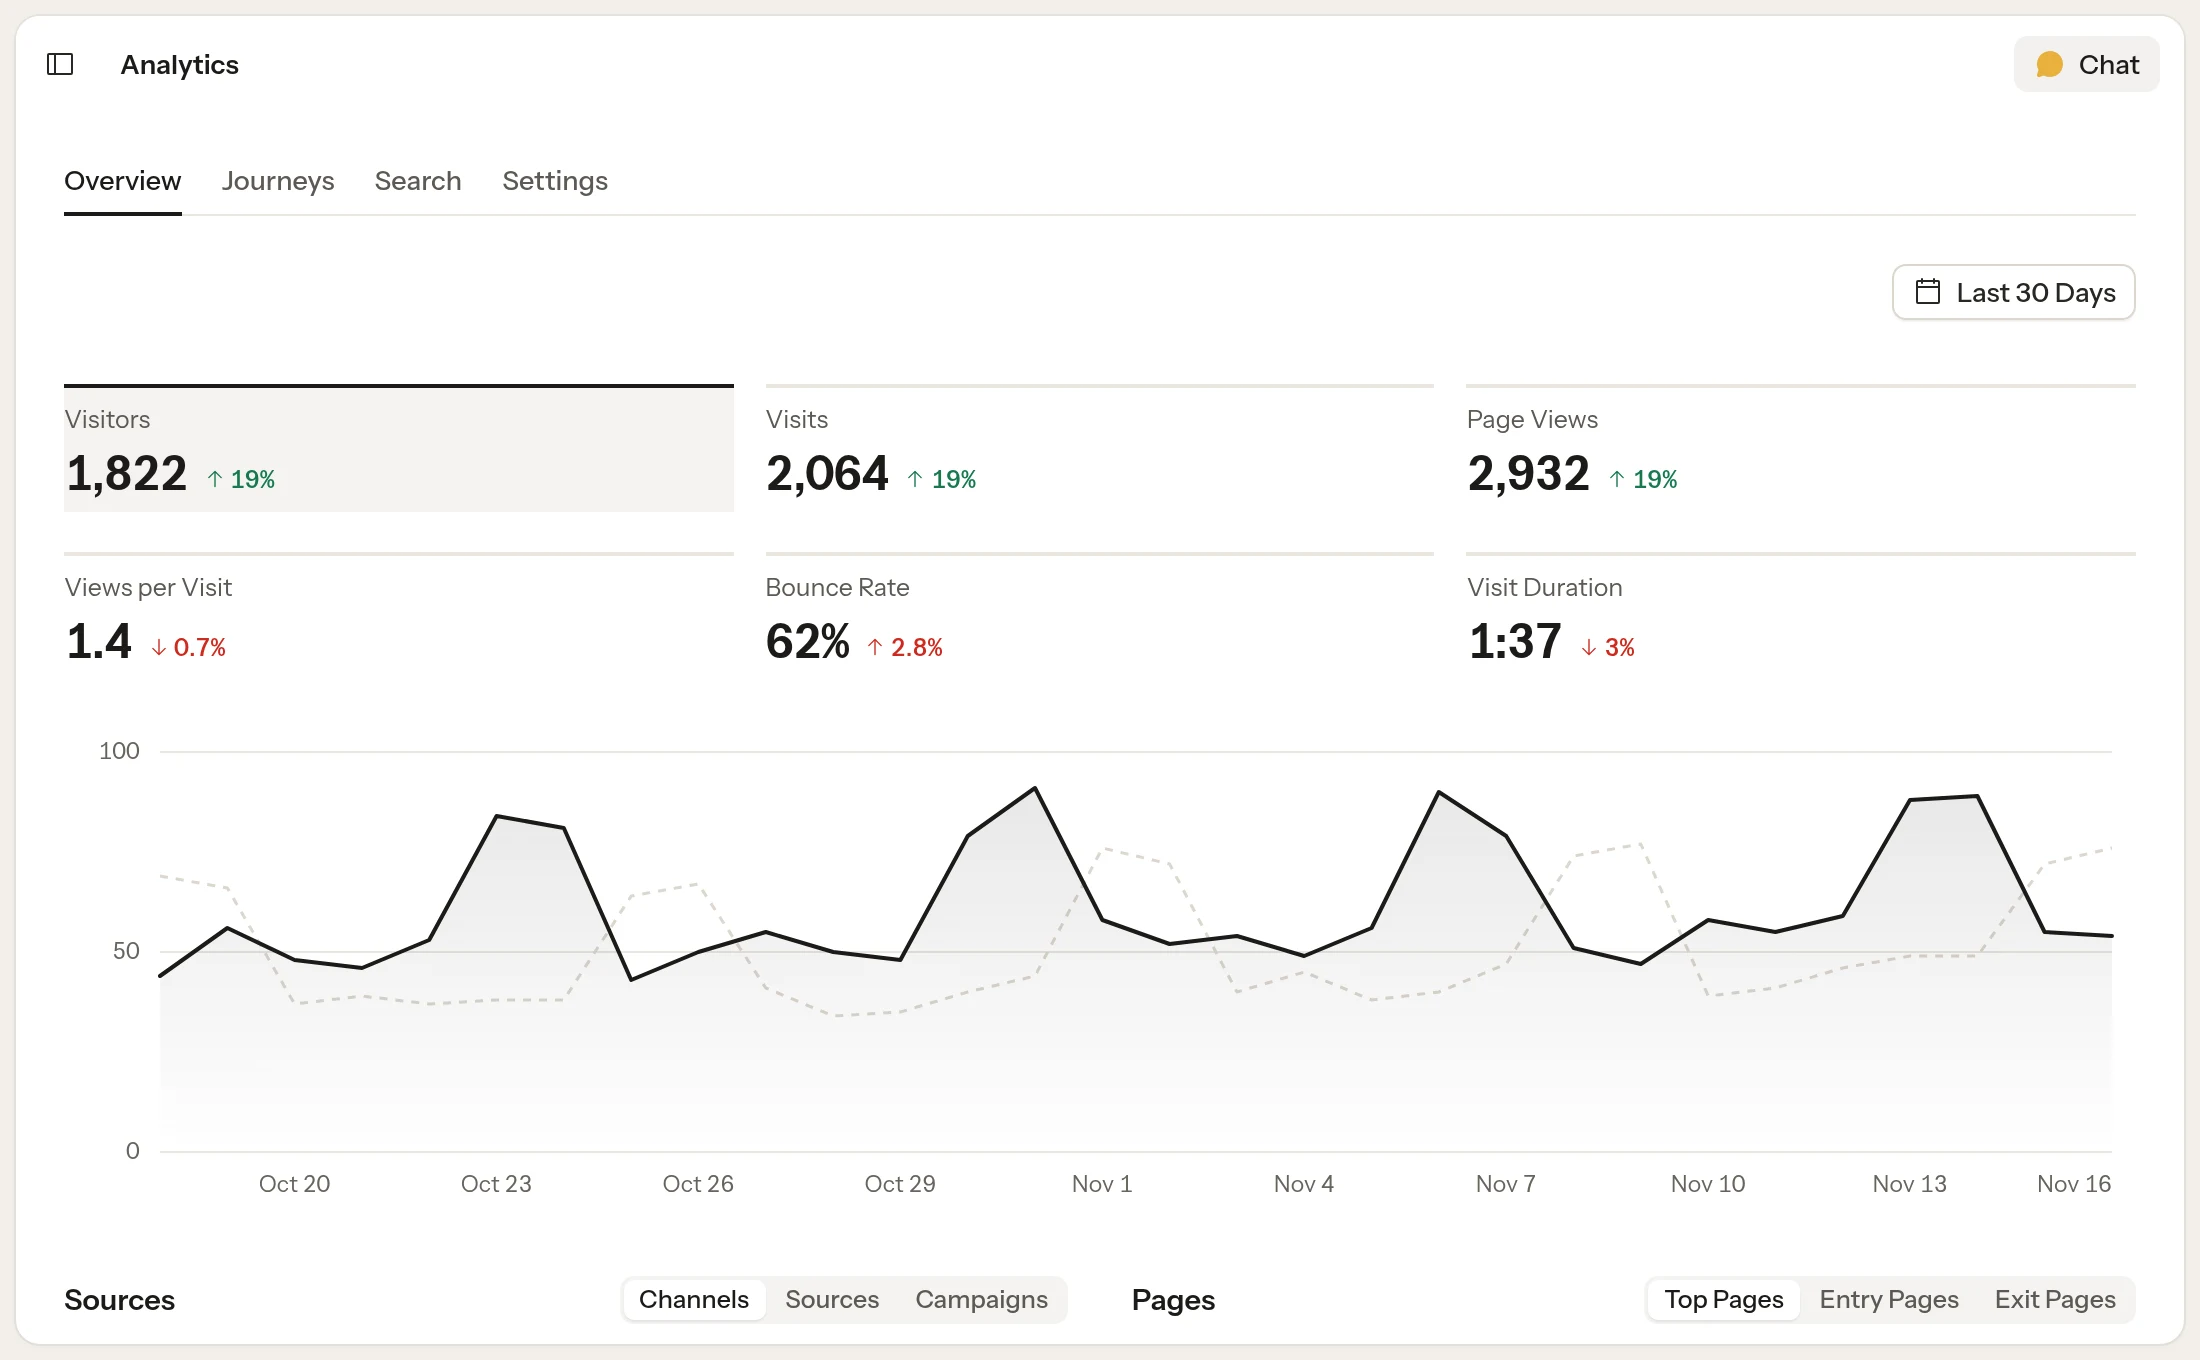 Analytics
Chat
Overview Journeys Search Settings
Last 30 Days
Visitors
1,822 ↑ 19%
Visits
2,064 ↑ 19%
Page Views
2,932 ↑ 19%
Views per Visit
1.4 ↓ 0.7%
Bounce Rate
62% ↑ 2.8%
Visit Duration
1:37 ↓ 3%
100
50
0
Oct 20 Oct 23 Oct 26 Oct 29 Nov 1 Nov 4 Nov 7 Nov 10 Nov 13 Nov 16
Sources
Channels Sources Campaigns
Pages
Top Pages Entry Pages Exit Pages